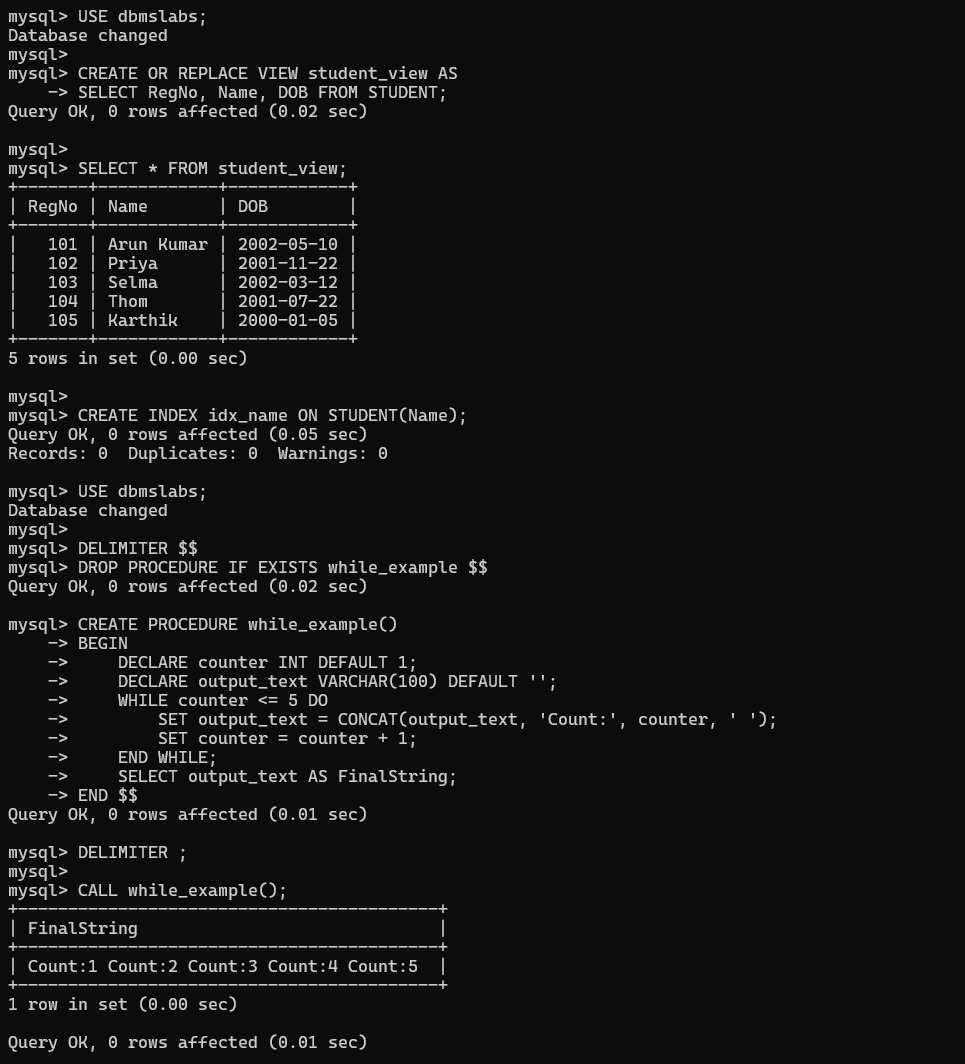 mysql> USE dbmslabs;
Database changed
mysql>
mysql> CREATE OR REPLACE VIEW student_view AS
    -> SELECT RegNo, Name, DOB FROM STUDENT;
Query OK, 0 rows affected (0.02 sec)

mysql>
mysql> SELECT * FROM student_view;
+-------+------------+------------+
| RegNo | Name       | DOB        |
+-------+------------+------------+
|   101 | Arun Kumar | 2002-05-10 |
|   102 | Priya      | 2001-11-22 |
|   103 | Selma      | 2002-03-12 |
|   104 | Thom       | 2001-07-22 |
|   105 | Karthik    | 2000-01-05 |
+-------+------------+------------+
5 rows in set (0.00 sec)

mysql>
mysql> CREATE INDEX idx_name ON STUDENT(Name);
Query OK, 0 rows affected (0.05 sec)
Records: 0  Duplicates: 0  Warnings: 0

mysql> USE dbmslabs;
Database changed
mysql>
mysql> DELIMITER $$
mysql> DROP PROCEDURE IF EXISTS while_example $$
Query OK, 0 rows affected (0.02 sec)

mysql> CREATE PROCEDURE while_example()
    -> BEGIN
    ->     DECLARE counter INT DEFAULT 1;
    ->     DECLARE output_text VARCHAR(100) DEFAULT '';
    ->     WHILE counter <= 5 DO
    ->         SET output_text = CONCAT(output_text, 'Count:', counter, ' ');
    ->         SET counter = counter + 1;
    ->     END WHILE;
    ->     SELECT output_text AS FinalString;
    -> END $$
Query OK, 0 rows affected (0.01 sec)

mysql> DELIMITER ;
mysql>
mysql> CALL while_example();
+------------------------------------------+
| FinalString                              |
+------------------------------------------+
| Count:1 Count:2 Count:3 Count:4 Count:5  |
+------------------------------------------+
1 row in set (0.00 sec)

Query OK, 0 rows affected (0.01 sec)